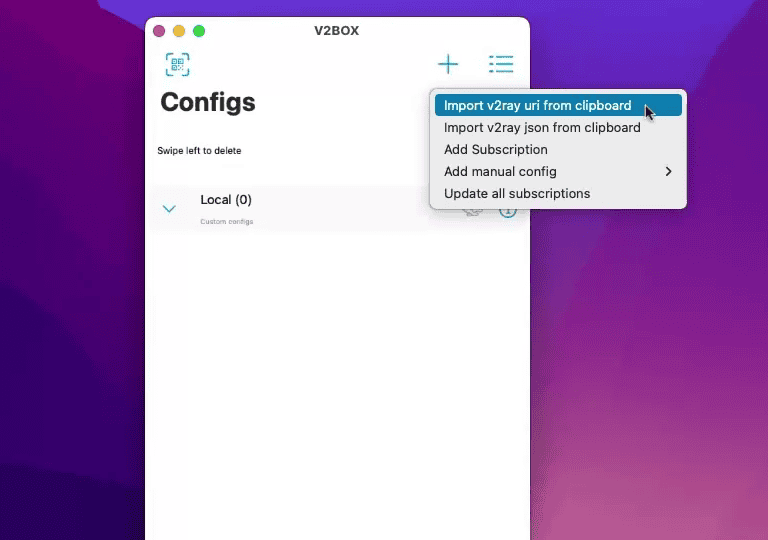 V2BOX
Configs
Import v2ray uri from clipboard
Import v2ray json from clipboard
Add Subscription
Add manual config
Update all subscriptions
Swipe left to delete
Local (0)
Custom configs